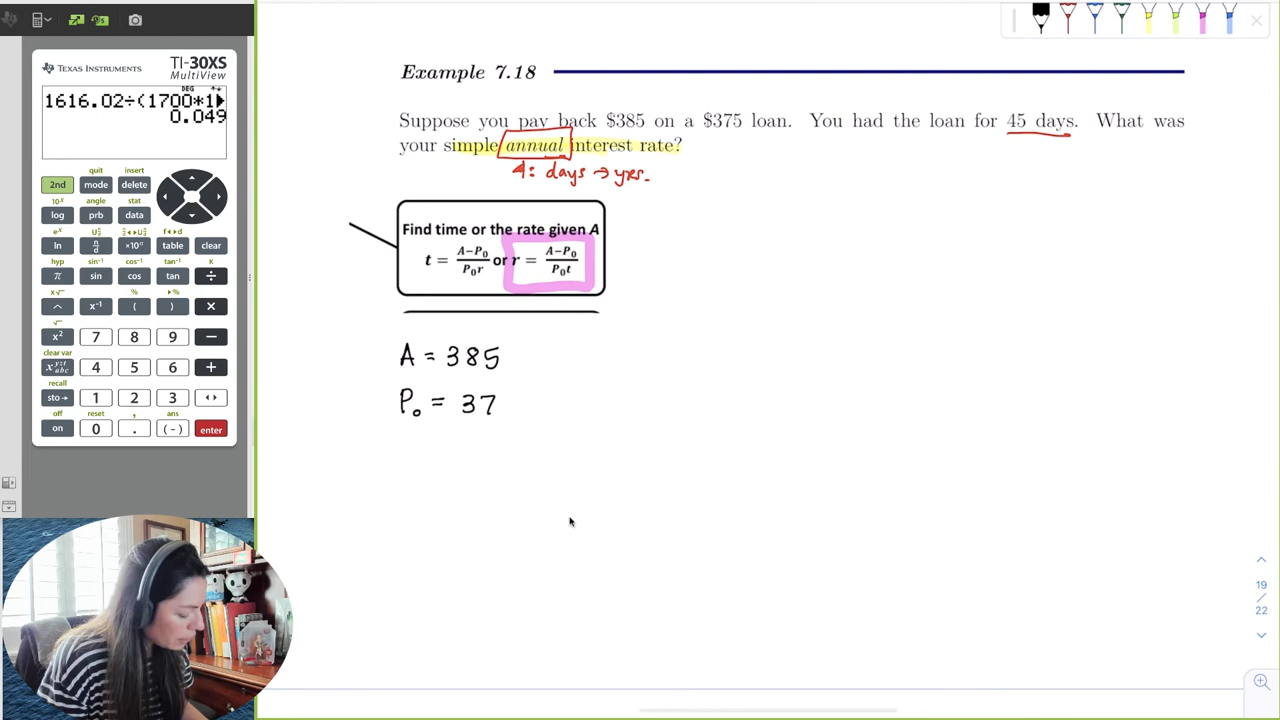 TEXAS INSTRUMENTS
TI-30XS
MultiView
DEG
1616.02÷(1700*1
0.049
quit insert
2nd mode delete
10ˣ angle stat
log prb data
eˣ
ln n/d ×10ⁿ table clear
hyp sin⁻¹ cos⁻¹ tan⁻¹ K
π sin cos tan ÷
% ▶%
^ x⁻¹ ( ) ×
√
x² 7 8 9 −
clear var
x y z t a b c 4 5 6 +
recall
sto→ 1 2 3 ◂ ▸
off reset , ans
on 0 . (-) enter
Example 7.18
Suppose you pay back $385 on a $375 loan. You had the loan for 45 days. What was
your simple annual interest rate?
△: days → yrs.
Find time or the rate given A
t = A−P₀/P₀r or r = A−P₀/P₀t
A = 385
P₀ = 37
19
/
22